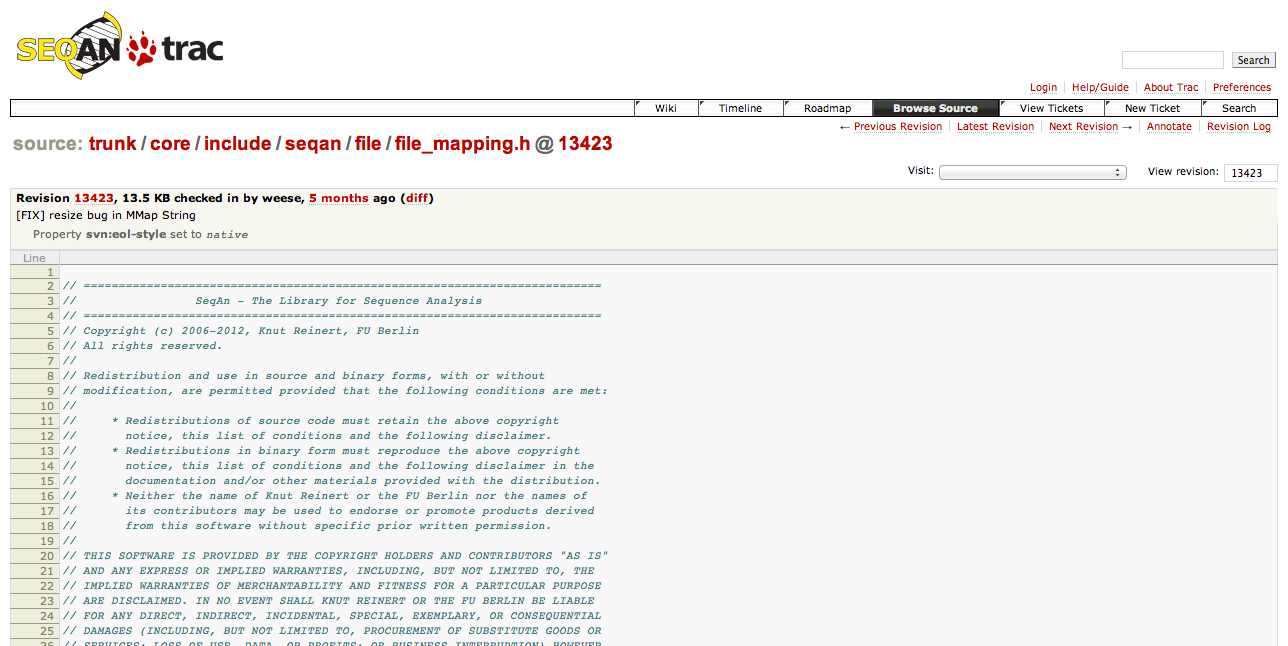 SEQAN trac
Search
Login Help/Guide About Trac Preferences
Wiki Timeline Roadmap Browse Source View Tickets New Ticket Search
← Previous Revision Latest Revision Next Revision → Annotate Revision Log
source: trunk / core / include / seqan / file / file_mapping.h @ 13423
Visit: View revision: 13423
Revision 13423, 13.5 KB checked in by weese, 5 months ago (diff)
[FIX] resize bug in MMap String
Property svn:eol-style set to native
Line
1
2 // ==========================================================================
3 // SeqAn - The Library for Sequence Analysis
4 // ==========================================================================
5 // Copyright (c) 2006-2012, Knut Reinert, FU Berlin
6 // All rights reserved.
7 //
8 // Redistribution and use in source and binary forms, with or without
9 // modification, are permitted provided that the following conditions are met:
10 //
11 // * Redistributions of source code must retain the above copyright
12 // notice, this list of conditions and the following disclaimer.
13 // * Redistributions in binary form must reproduce the above copyright
14 // notice, this list of conditions and the following disclaimer in the
15 // documentation and/or other materials provided with the distribution.
16 // * Neither the name of Knut Reinert or the FU Berlin nor the names of
17 // its contributors may be used to endorse or promote products derived
18 // from this software without specific prior written permission.
19 //
20 // THIS SOFTWARE IS PROVIDED BY THE COPYRIGHT HOLDERS AND CONTRIBUTORS "AS IS"
21 // AND ANY EXPRESS OR IMPLIED WARRANTIES, INCLUDING, BUT NOT LIMITED TO, THE
22 // IMPLIED WARRANTIES OF MERCHANTABILITY AND FITNESS FOR A PARTICULAR PURPOSE
23 // ARE DISCLAIMED. IN NO EVENT SHALL KNUT REINERT OR THE FU BERLIN BE LIABLE
24 // FOR ANY DIRECT, INDIRECT, INCIDENTAL, SPECIAL, EXEMPLARY, OR CONSEQUENTIAL
25 // DAMAGES (INCLUDING, BUT NOT LIMITED TO, PROCUREMENT OF SUBSTITUTE GOODS OR
26 // SERVICES; LOSS OF USE, DATA, OR PROFITS; OR BUSINESS INTERRUPTION) HOWEVER